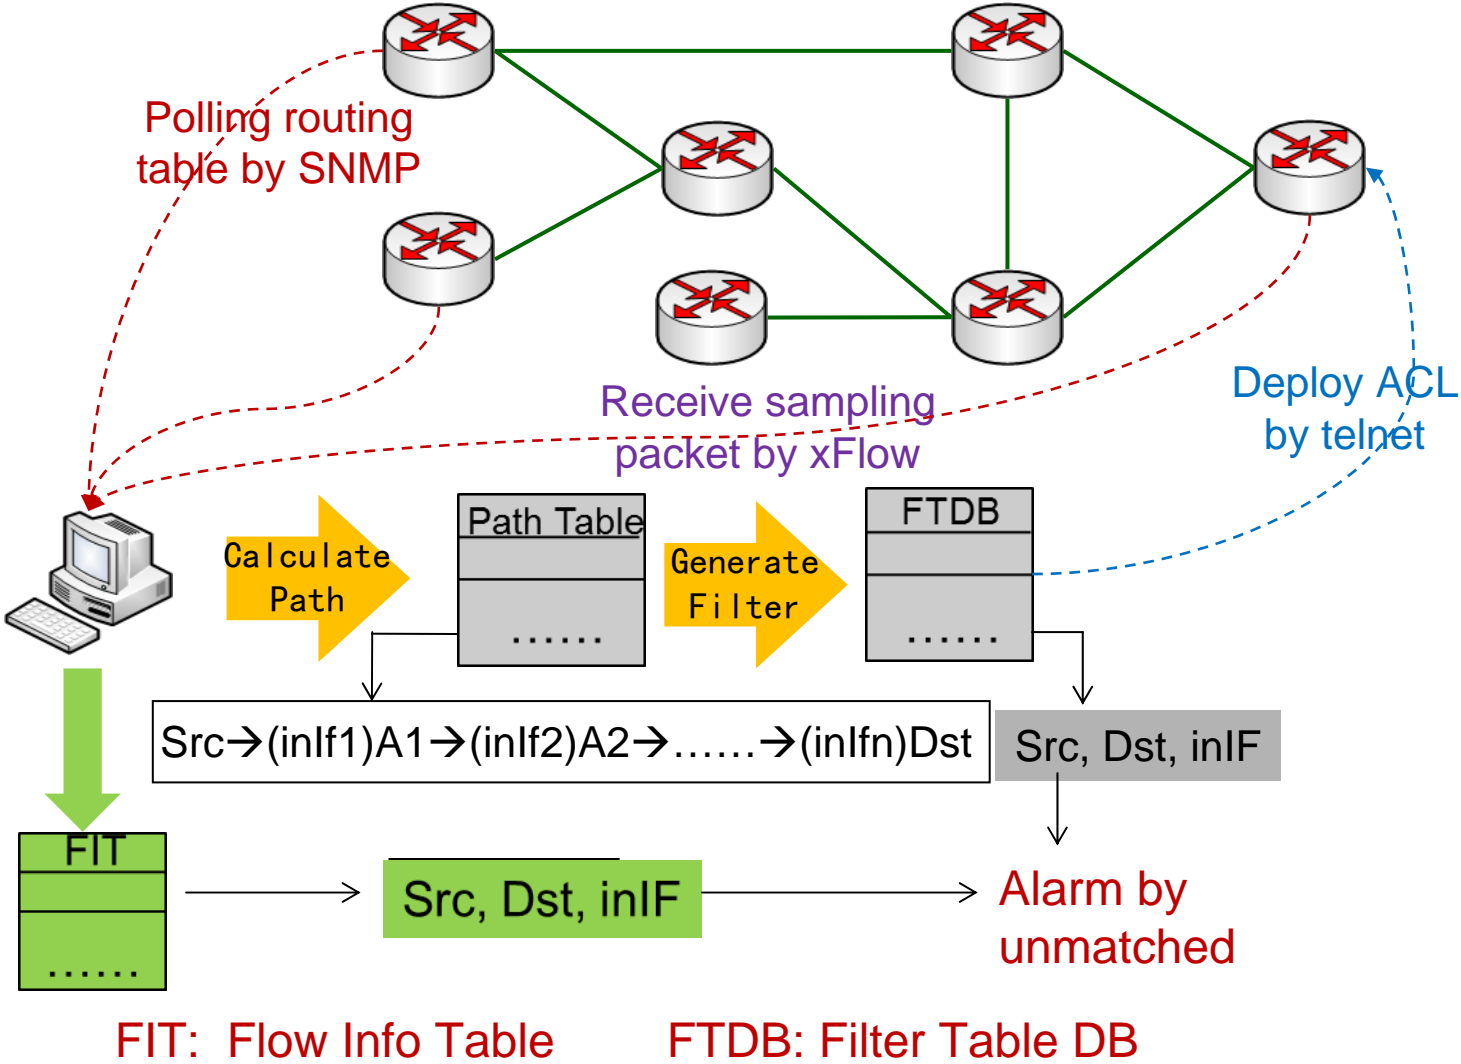 Polling routing
table by SNMP
Receive sampling
packet by xFlow
Deploy ACL
by telnet
Calculate
Path
Path Table
......
Generate
Filter
FTDB
......
Src→(inIf1)A1→(inIf2)A2→......→(inIfn)Dst
Src, Dst, inIF
FIT
......
Src, Dst, inIF
Alarm by
unmatched
FIT: Flow Info Table
FTDB: Filter Table DB